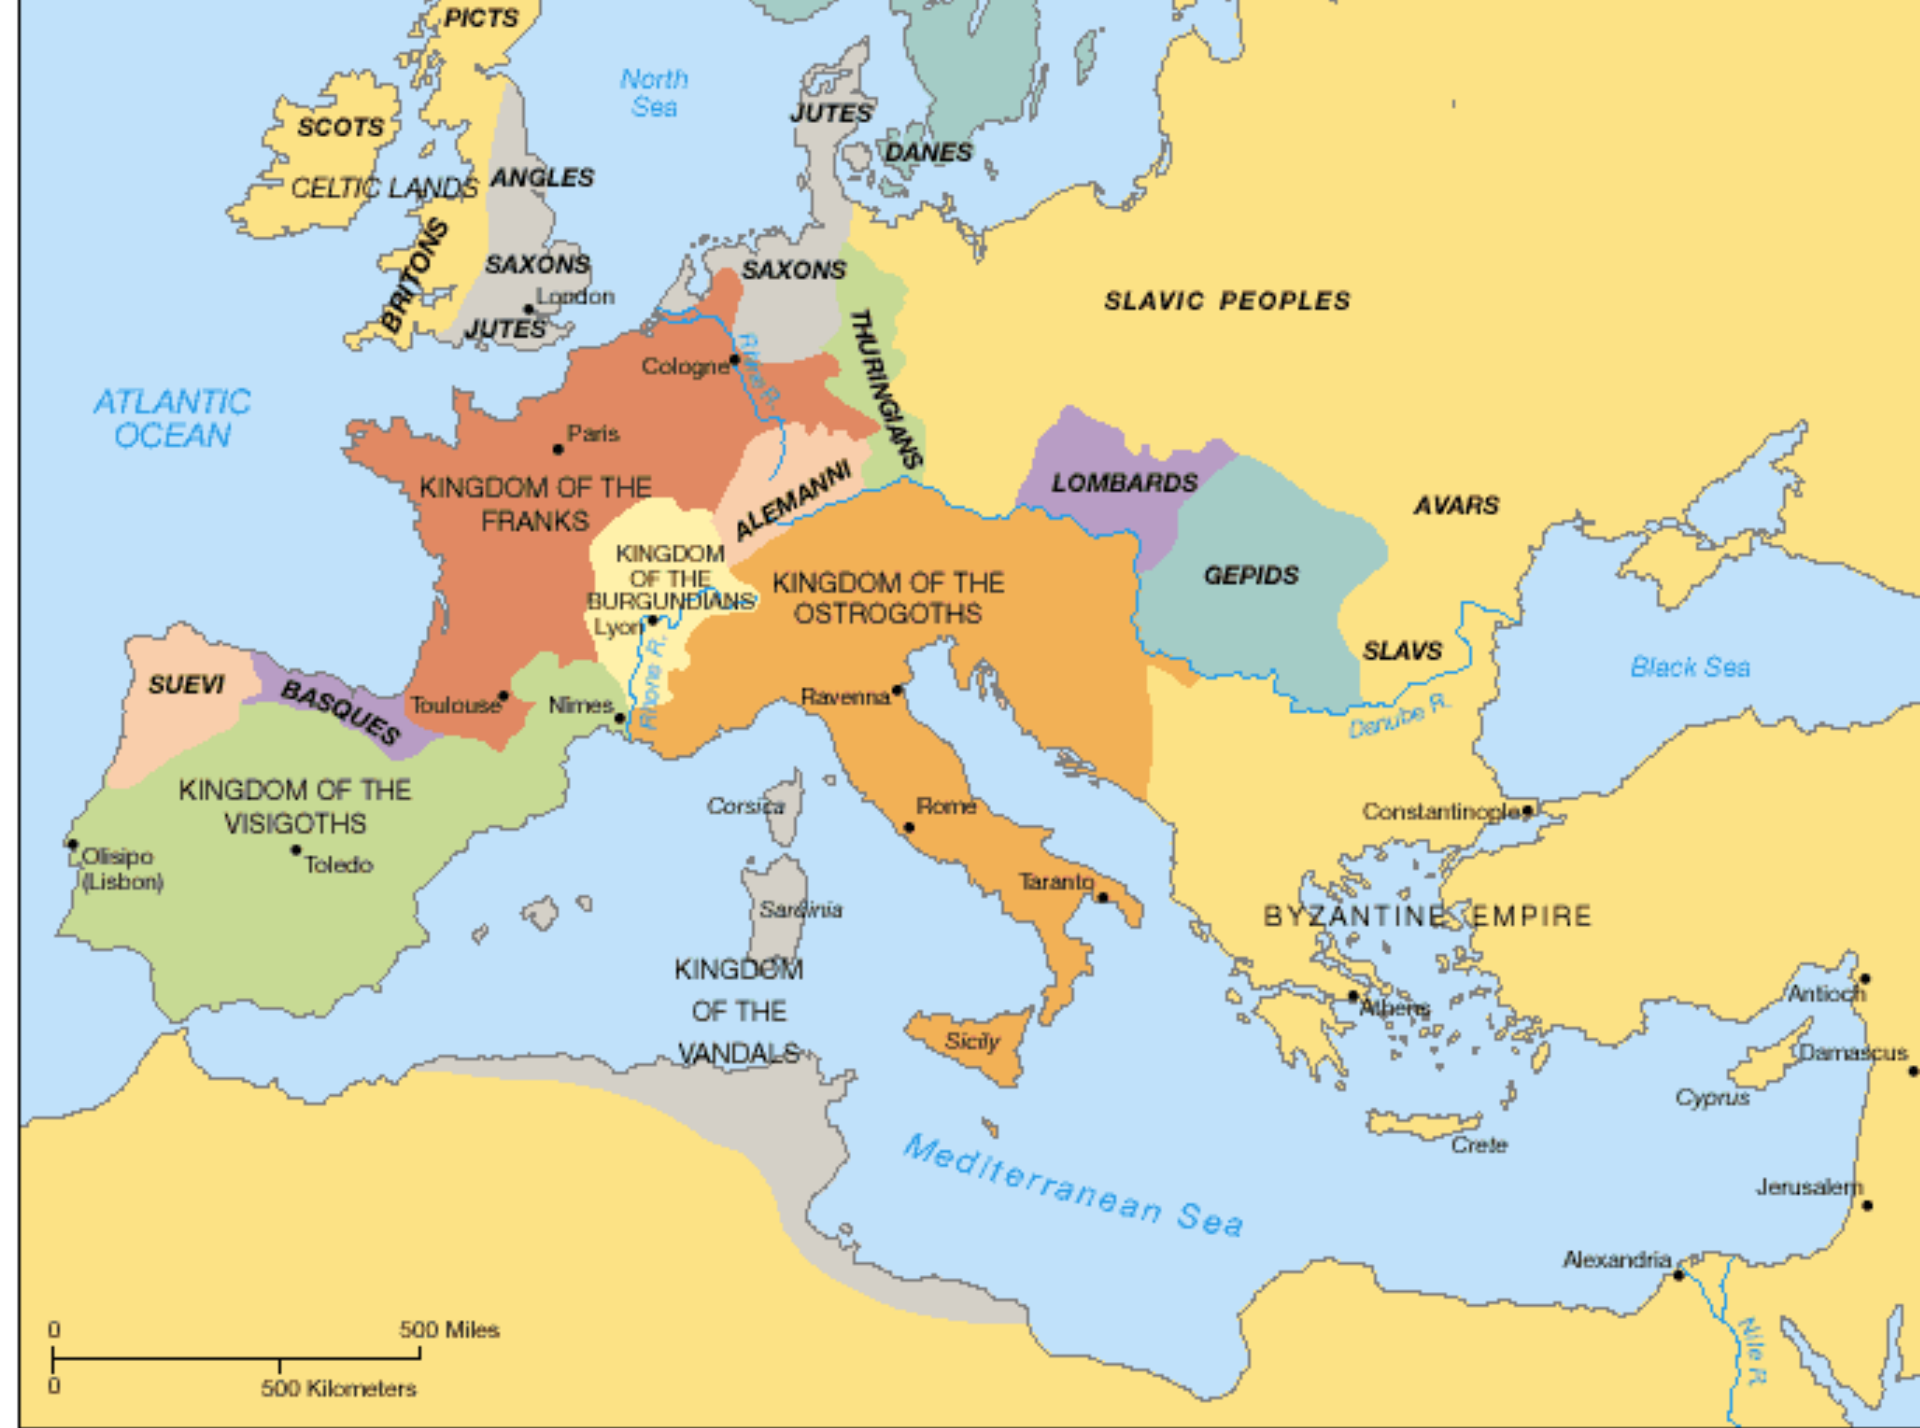 PICTS
North
Sea
JUTES
SCOTS
DANES
CELTIC LANDS
ANGLES
BRITONS
SAXONS
London
JUTES
SAXONS
SLAVIC PEOPLES
THURINGIANS
Rhine R.
Cologne
ATLANTIC
OCEAN
Paris
KINGDOM OF THE
FRANKS
ALEMANNI
LOMBARDS
AVARS
KINGDOM
OF THE
BURGUNDIANS
Lyon
KINGDOM OF THE
OSTROGOTHS
GEPIDS
SLAVS
Black Sea
Danube R.
SUEVI
BASQUES
Toulouse
Nimes
Rhone R.
Ravenna
KINGDOM OF THE
VISIGOTHS
Olisipo
(Lisbon)
Toledo
Corsica
Rome
Constantinople
Sardinia
Taranto
BYZANTINE EMPIRE
KINGDOM
OF THE
VANDALS
Sicily
Athens
Antioch
Damascus
Cyprus
Crete
Mediterranean Sea
Jerusalem
Alexandria
Nile R.
0
500 Miles
0
500 Kilometers